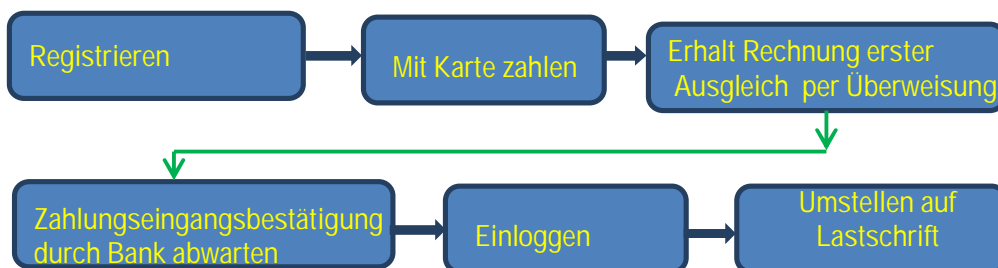 Registrieren
Mit Karte zahlen
Erhalt Rechnung erster
Ausgleich per Überweisung
Zahlungseingangsbestätigung
durch Bank abwarten
Einloggen
Umstellen auf
Lastschrift